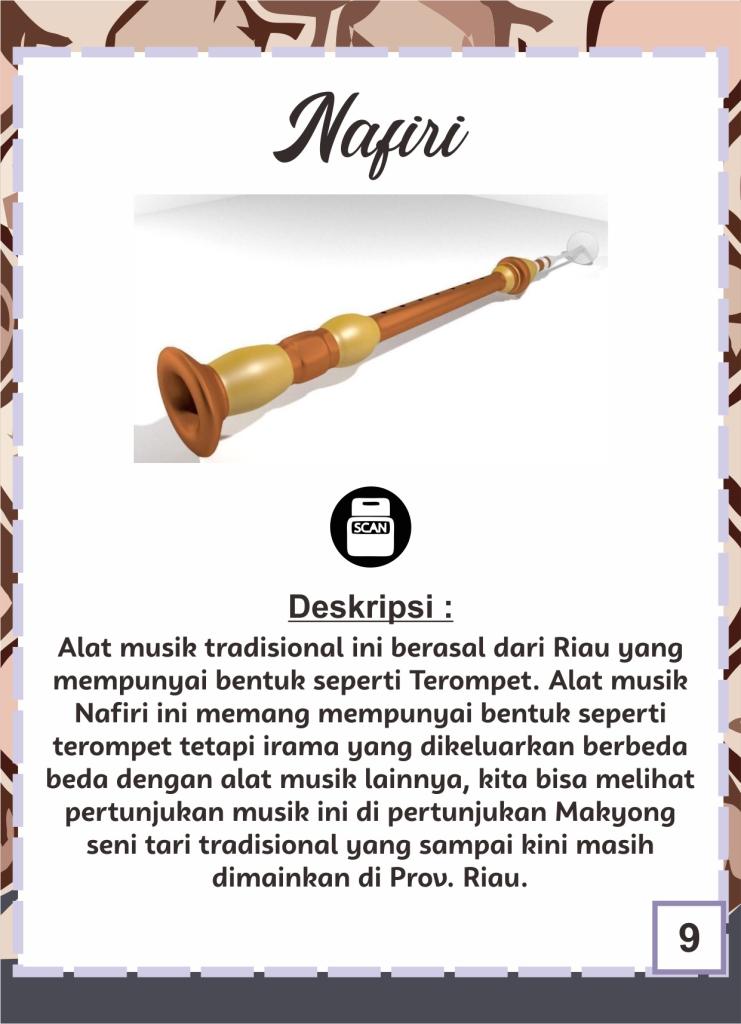 Nafiri
SCAN
Deskripsi :
Alat musik tradisional ini berasal dari Riau yang
mempunyai bentuk seperti Terompet. Alat musik
Nafiri ini memang mempunyai bentuk seperti
terompet tetapi irama yang dikeluarkan berbeda
beda dengan alat musik lainnya, kita bisa melihat
pertunjukan musik ini di pertunjukan Makyong
seni tari tradisional yang sampai kini masih
dimainkan di Prov. Riau.
9